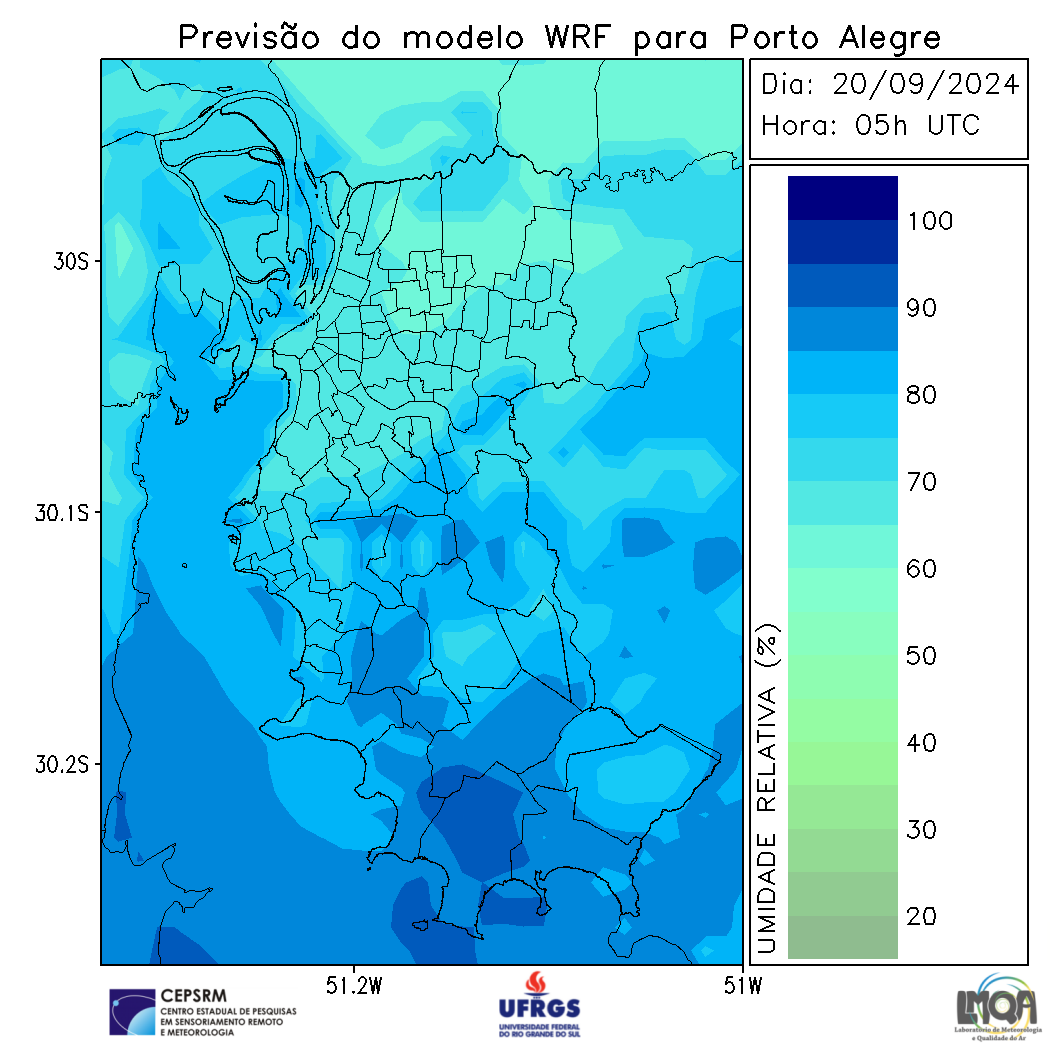 Previsão do modelo WRF para Porto Alegre
Dia: 20/09/2024
Hora: 05h UTC
100
90
80
70
60
50
40
30
20
UMIDADE RELATIVA (%)
30S
30.1S
30.2S
51.2W
51W
CEPSRM
CENTRO ESTADUAL DE PESQUISAS
EM SENSORIAMENTO REMOTO
E METEOROLOGIA
UFRGS
UNIVERSIDADE FEDERAL
DO RIO GRANDE DO SUL
LMQA
Laboratório de Meteorologia
e Qualidade do Ar